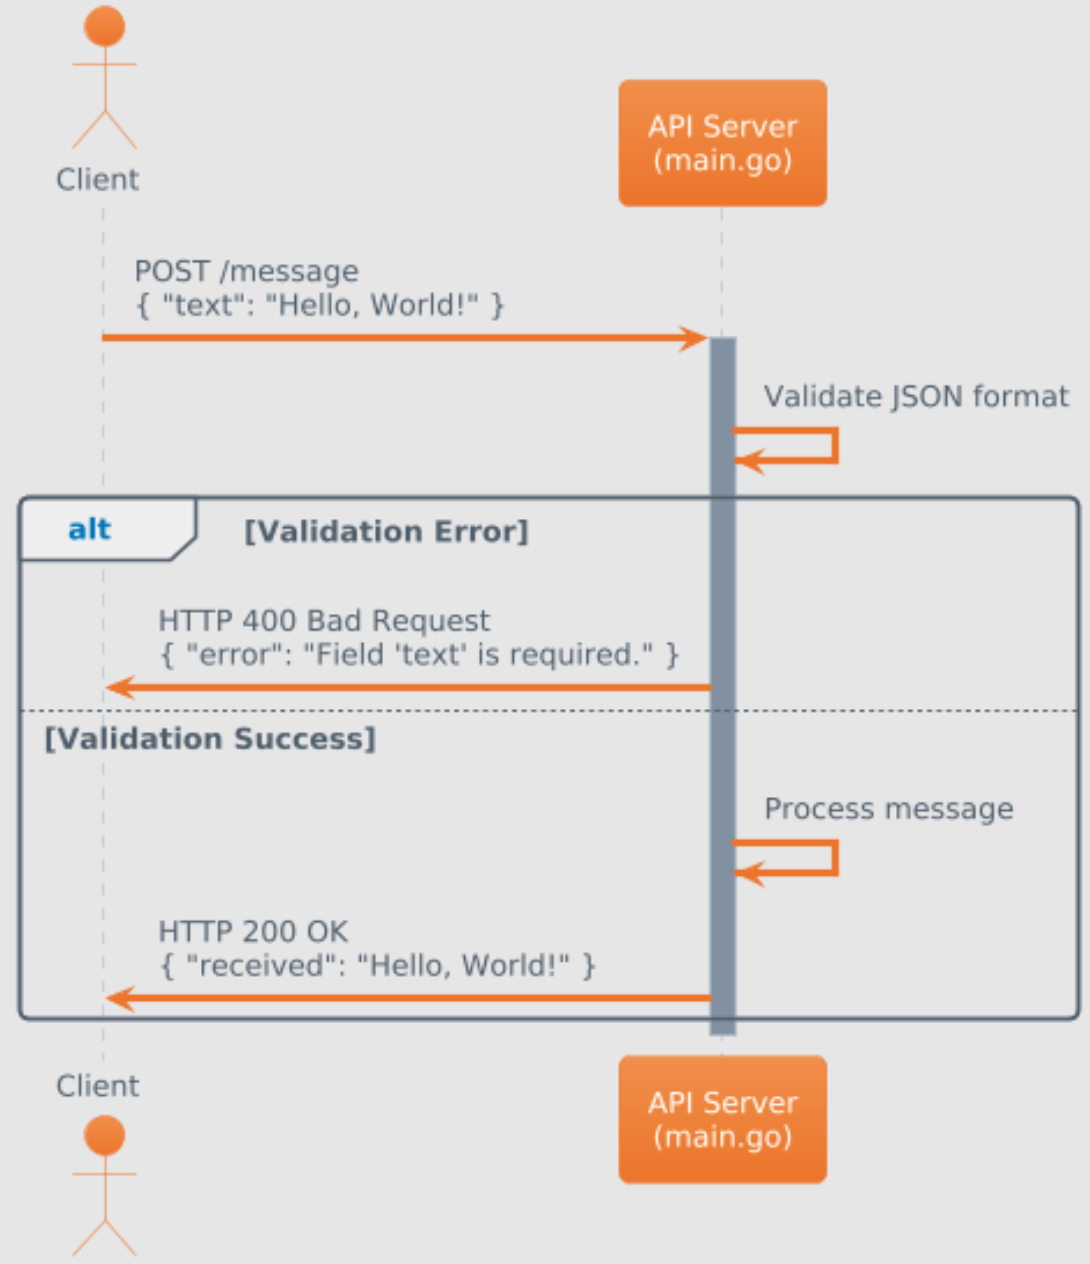 Client
API Server
(main.go)
POST /message
{ "text": "Hello, World!" }
Validate JSON format
alt
[Validation Error]
HTTP 400 Bad Request
{ "error": "Field 'text' is required." }
[Validation Success]
Process message
HTTP 200 OK
{ "received": "Hello, World!" }
Client
API Server
(main.go)